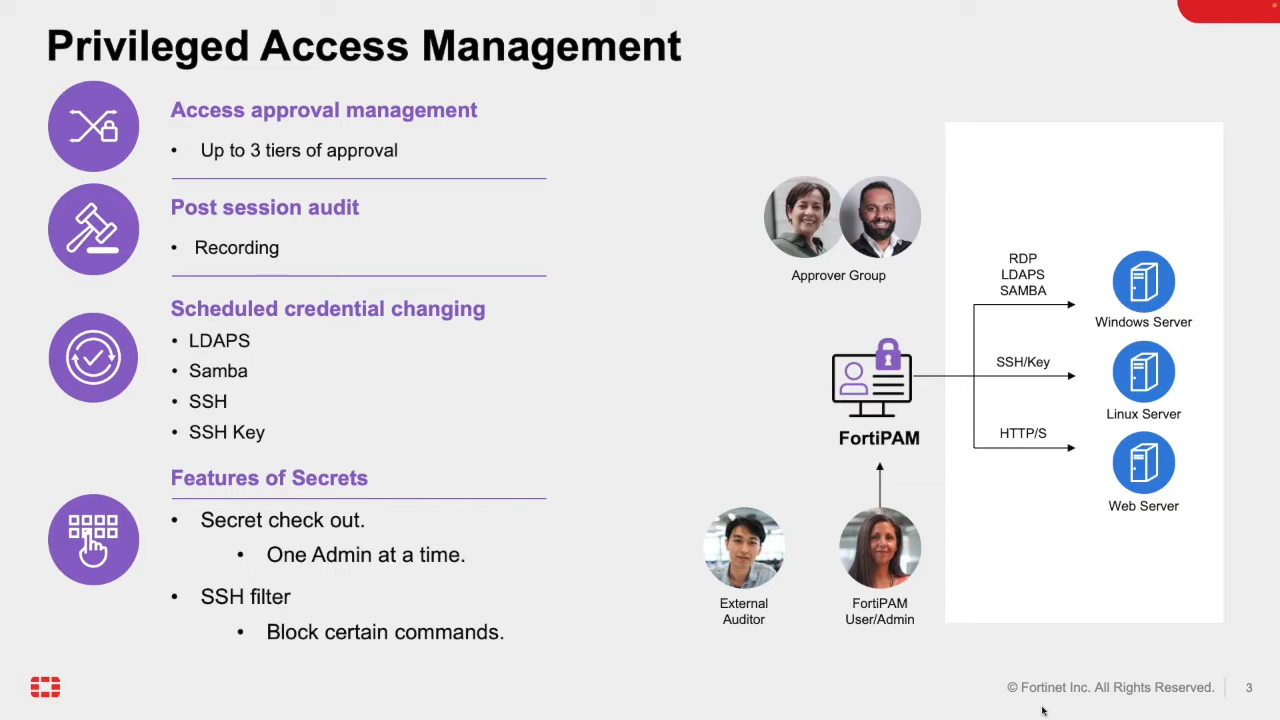 Privileged Access Management
Access approval management
• Up to 3 tiers of approval
Post session audit
• Recording
Scheduled credential changing
• LDAPS
• Samba
• SSH
• SSH Key
Features of Secrets
• Secret check out.
• One Admin at a time.
• SSH filter
• Block certain commands.
Approver Group
FortiPAM
External
Auditor
FortiPAM
User/Admin
RDP
LDAPS
SAMBA
Windows Server
SSH/Key
Linux Server
HTTP/S
Web Server
© Fortinet Inc. All Rights Reserved.
3